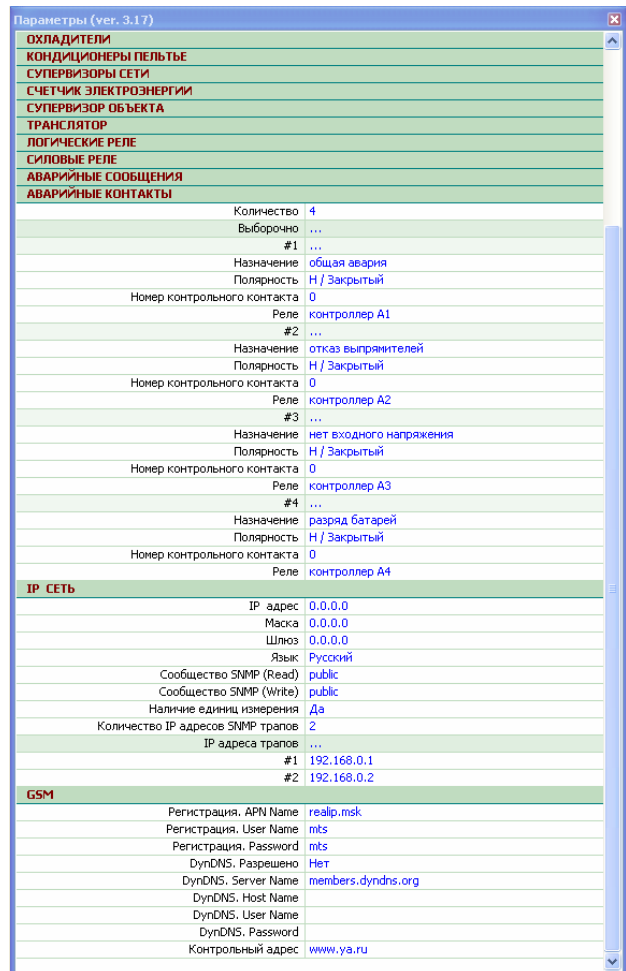 Параметры (ver. 3.17)
ОХЛАДИТЕЛИ
КОНДИЦИОНЕРЫ ПЕЛЬТЬЕ
СУПЕРВИЗОРЫ СЕТИ
СЧЕТЧИК ЭЛЕКТРОЭНЕРГИИ
СУПЕРВИЗОР ОБЪЕКТА
ТРАНСЛЯТОР
ЛОГИЧЕСКИЕ РЕЛЕ
СИЛОВЫЕ РЕЛЕ
АВАРИЙНЫЕ СООБЩЕНИЯ
АВАРИЙНЫЕ КОНТАКТЫ
Количество 4
Выборочно ...
#1 ...
Назначение общая авария
Полярность Н / Закрытый
Номер контрольного контакта 0
Реле контроллер А1
#2 ...
Назначение отказ выпрямителей
Полярность Н / Закрытый
Номер контрольного контакта 0
Реле контроллер А2
#3 ...
Назначение нет входного напряжения
Полярность Н / Закрытый
Номер контрольного контакта 0
Реле контроллер А3
#4 ...
Назначение разряд батарей
Полярность Н / Закрытый
Номер контрольного контакта 0
Реле контроллер А4
IP СЕТЬ
IP адрес 0.0.0.0
Маска 0.0.0.0
Шлюз 0.0.0.0
Язык Русский
Сообщество SNMP (Read) public
Сообщество SNMP (Write) public
Наличие единиц измерения Да
Количество IP адресов SNMP трапов 2
IP адреса трапов ...
#1 192.168.0.1
#2 192.168.0.2
GSM
Регистрация. APN Name realip.msk
Регистрация. User Name mts
Регистрация. Password mts
DynDNS. Разрешено Нет
DynDNS. Server Name members.dyndns.org
DynDNS. Host Name
DynDNS. User Name
DynDNS. Password
Контрольный адрес www.ya.ru